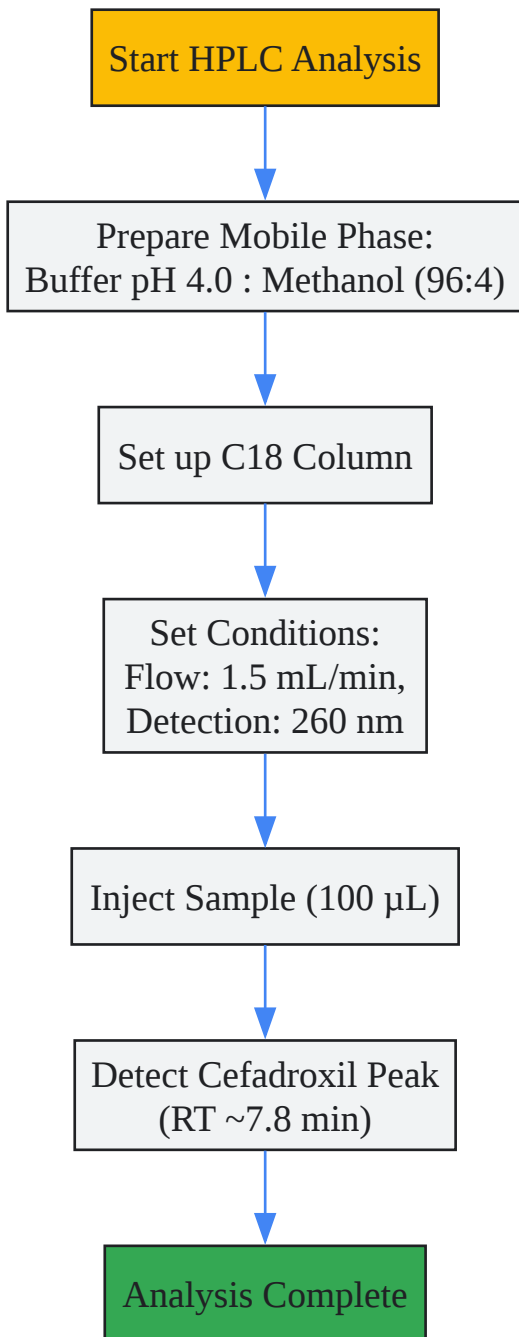 Start HPLC Analysis
Prepare Mobile Phase:
Buffer pH 4.0 : Methanol (96:4)
Set up C18 Column
Set Conditions:
Flow: 1.5 mL/min,
Detection: 260 nm
Inject Sample (100 µL)
Detect Cefadroxil Peak
(RT ~7.8 min)
Analysis Complete